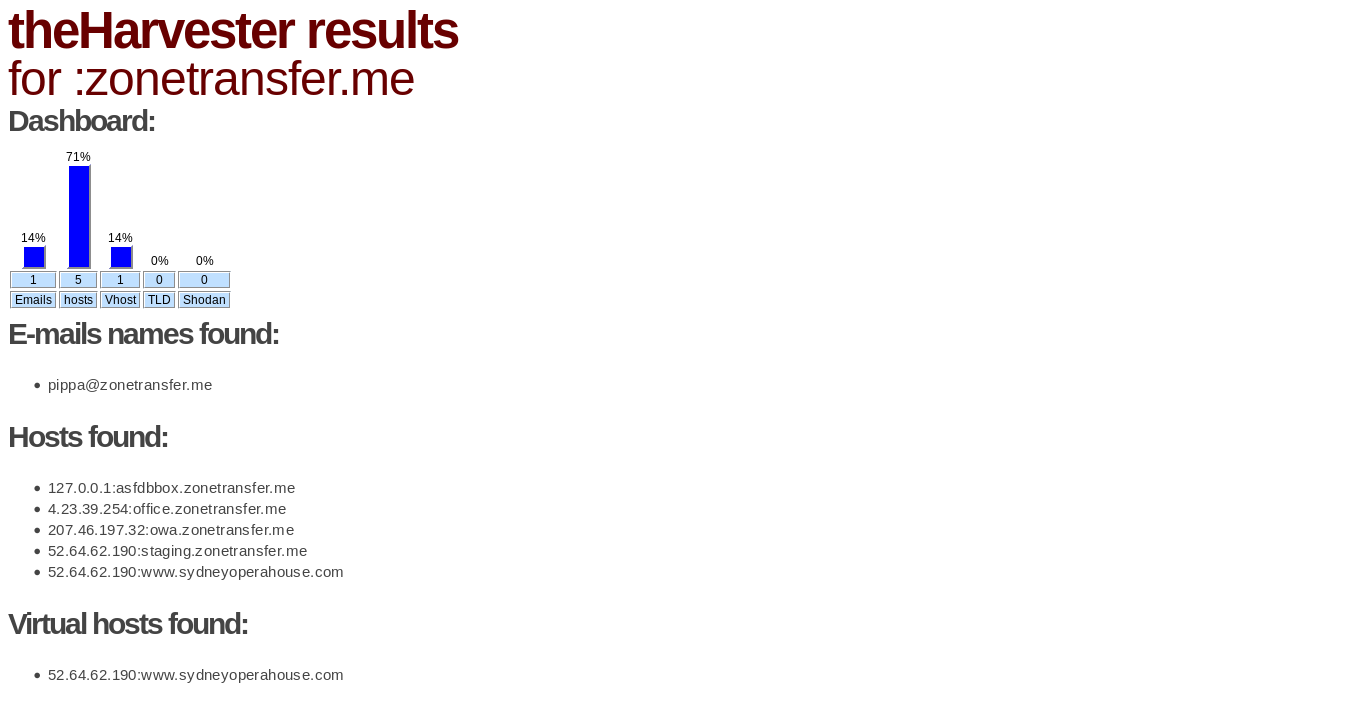 theHarvester results
for :zonetransfer.me
Dashboard:
71%
14% 14%
0% 0%
1 5 1 0 0
Emails hosts Vhost TLD Shodan
E-mails names found:
• pippa@zonetransfer.me
Hosts found:
• 127.0.0.1:asfdbbox.zonetransfer.me
• 4.23.39.254:office.zonetransfer.me
• 207.46.197.32:owa.zonetransfer.me
• 52.64.62.190:staging.zonetransfer.me
• 52.64.62.190:www.sydneyoperahouse.com
Virtual hosts found:
• 52.64.62.190:www.sydneyoperahouse.com